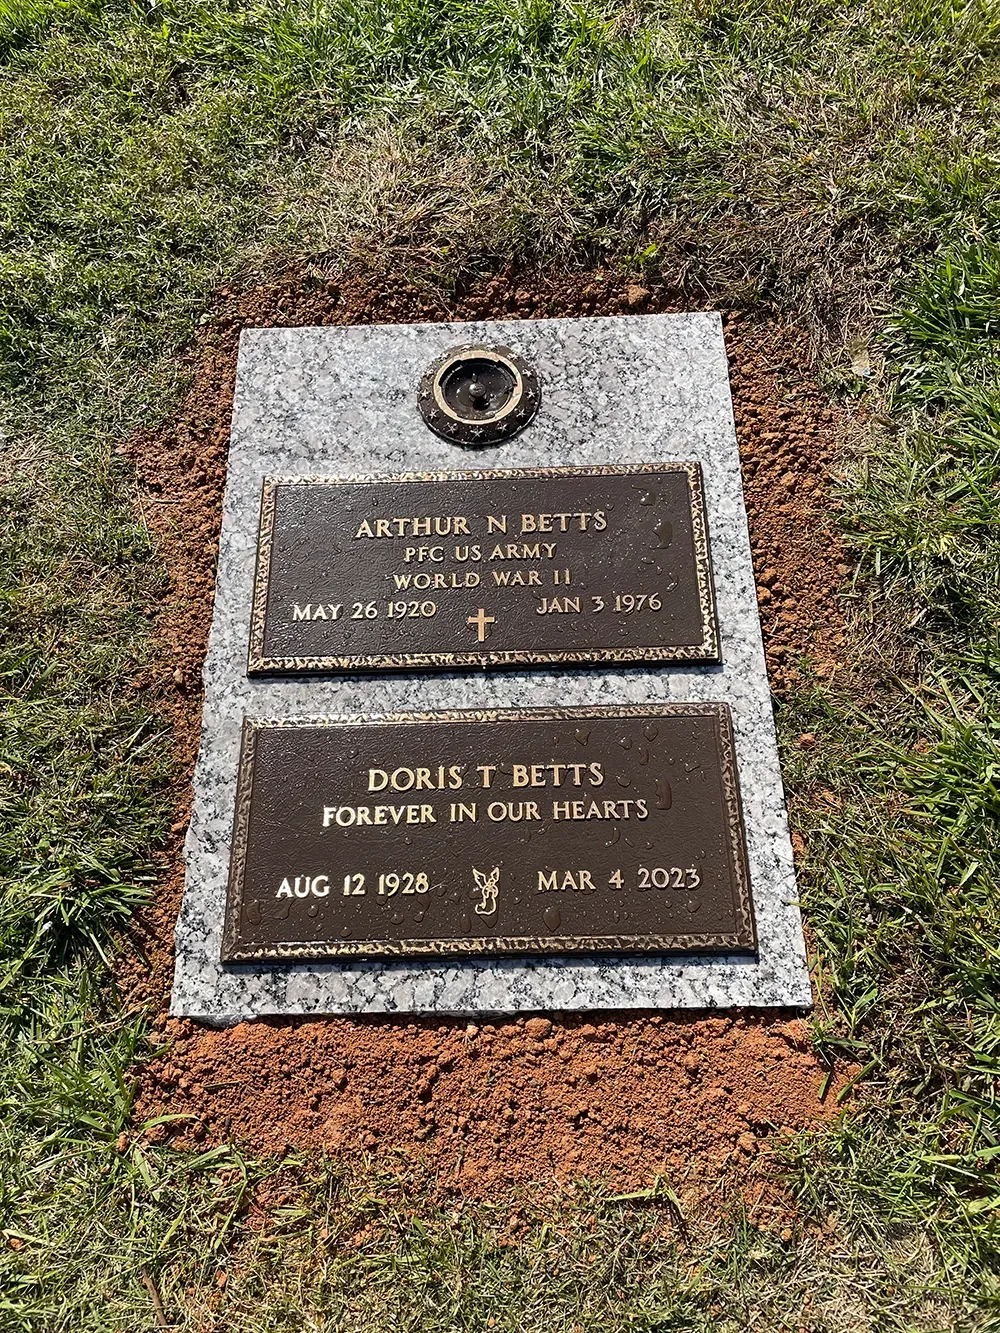 ARTHUR N BETTS
PFC US ARMY
WORLD WAR II
MAY 26 1920 JAN 3 1976
DORIS T BETTS
FOREVER IN OUR HEARTS
AUG 12 1928 MAR 4 2023